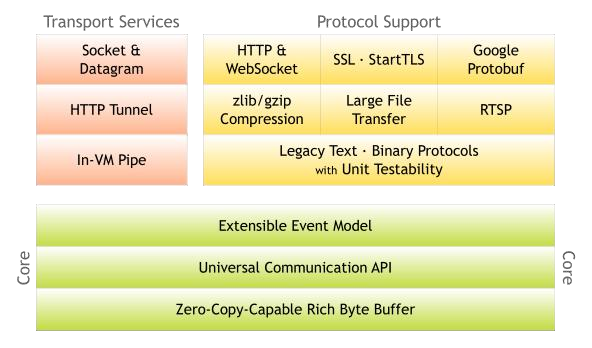 Transport Services
Protocol Support
Socket &
Datagram
HTTP Tunnel
In-VM Pipe
HTTP &
WebSocket
SSL · StartTLS
Google
Protobuf
zlib/gzip
Compression
Large File
Transfer
RTSP
Legacy Text · Binary Protocols
with Unit Testability
Core
Extensible Event Model
Universal Communication API
Zero-Copy-Capable Rich Byte Buffer
Core